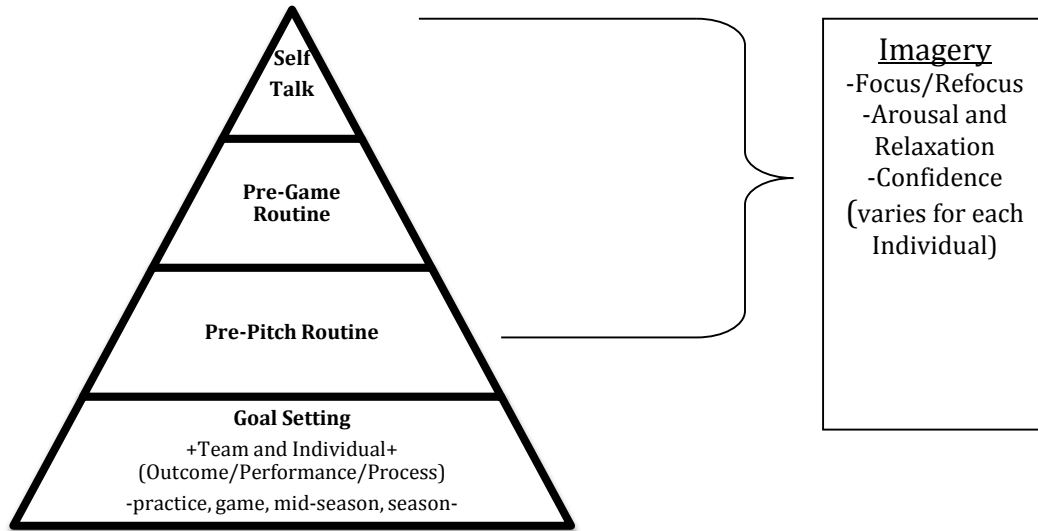 Self
Talk
Pre-Game
Routine
Pre-Pitch Routine
Goal Setting
+Team and Individual+
(Outcome/Performance/Process)
-practice, game, mid-season, season-
Imagery
-Focus/Refocus
-Arousal and
Relaxation
-Confidence
(varies for each
Individual)